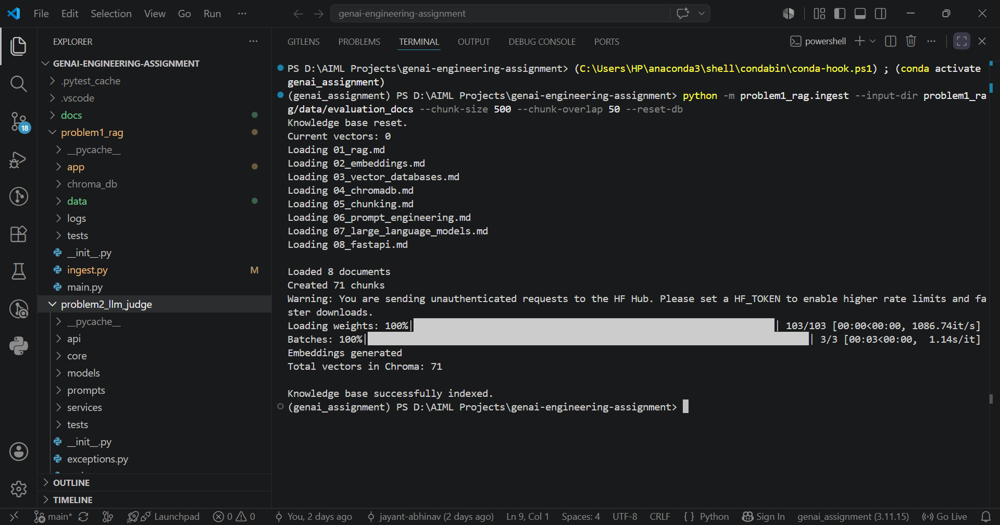 File Edit Selection View Go Run ···
genai-engineering-assignment
EXPLORER
GENAI-ENGINEERING-ASSIGNMENT
.pytest_cache
.vscode
docs
problem1_rag
__pycache__
app
chroma_db
data
logs
tests
__init__.py
ingest.py M
main.py
problem2_llm_judge
__pycache__
api
core
models
prompts
services
tests
__init__.py
exceptions.py
OUTLINE
TIMELINE
18
GITLENS PROBLEMS TERMINAL OUTPUT DEBUG CONSOLE PORTS
powershell
PS D:\AIML Projects\genai-engineering-assignment> (C:\Users\HP\anaconda3\shell\condabin\conda-hook.ps1) ; (conda activate
genai_assignment)
(genai_assignment) PS D:\AIML Projects\genai-engineering-assignment> python -m problem1_rag.ingest --input-dir problem1_ra
g/data/evaluation_docs --chunk-size 500 --chunk-overlap 50 --reset-db
Knowledge base reset.
Current vectors: 0
Loading 01_rag.md
Loading 02_embeddings.md
Loading 03_vector_databases.md
Loading 04_chromadb.md
Loading 05_chunking.md
Loading 06_prompt_engineering.md
Loading 07_large_language_models.md
Loading 08_fastapi.md
Loaded 8 documents
Created 71 chunks
Warning: You are sending unauthenticated requests to the HF Hub. Please set a HF_TOKEN to enable higher rate limits and fa
ster downloads.
Loading weights: 100%| | 103/103 [00:00<00:00, 1086.74it/s]
Batches: 100%| | 3/3 [00:03<00:00, 1.14s/it]
Embeddings generated
Total vectors in Chroma: 71
Knowledge base successfully indexed.
(genai_assignment) PS D:\AIML Projects\genai-engineering-assignment>
main* Launchpad 0 0 You, 2 days ago jayant-abhinav (2 days ago) Ln 9, Col 1 Spaces: 4 UTF-8 CRLF { } Python Sign In genai_assignment (3.11.15) Go Live